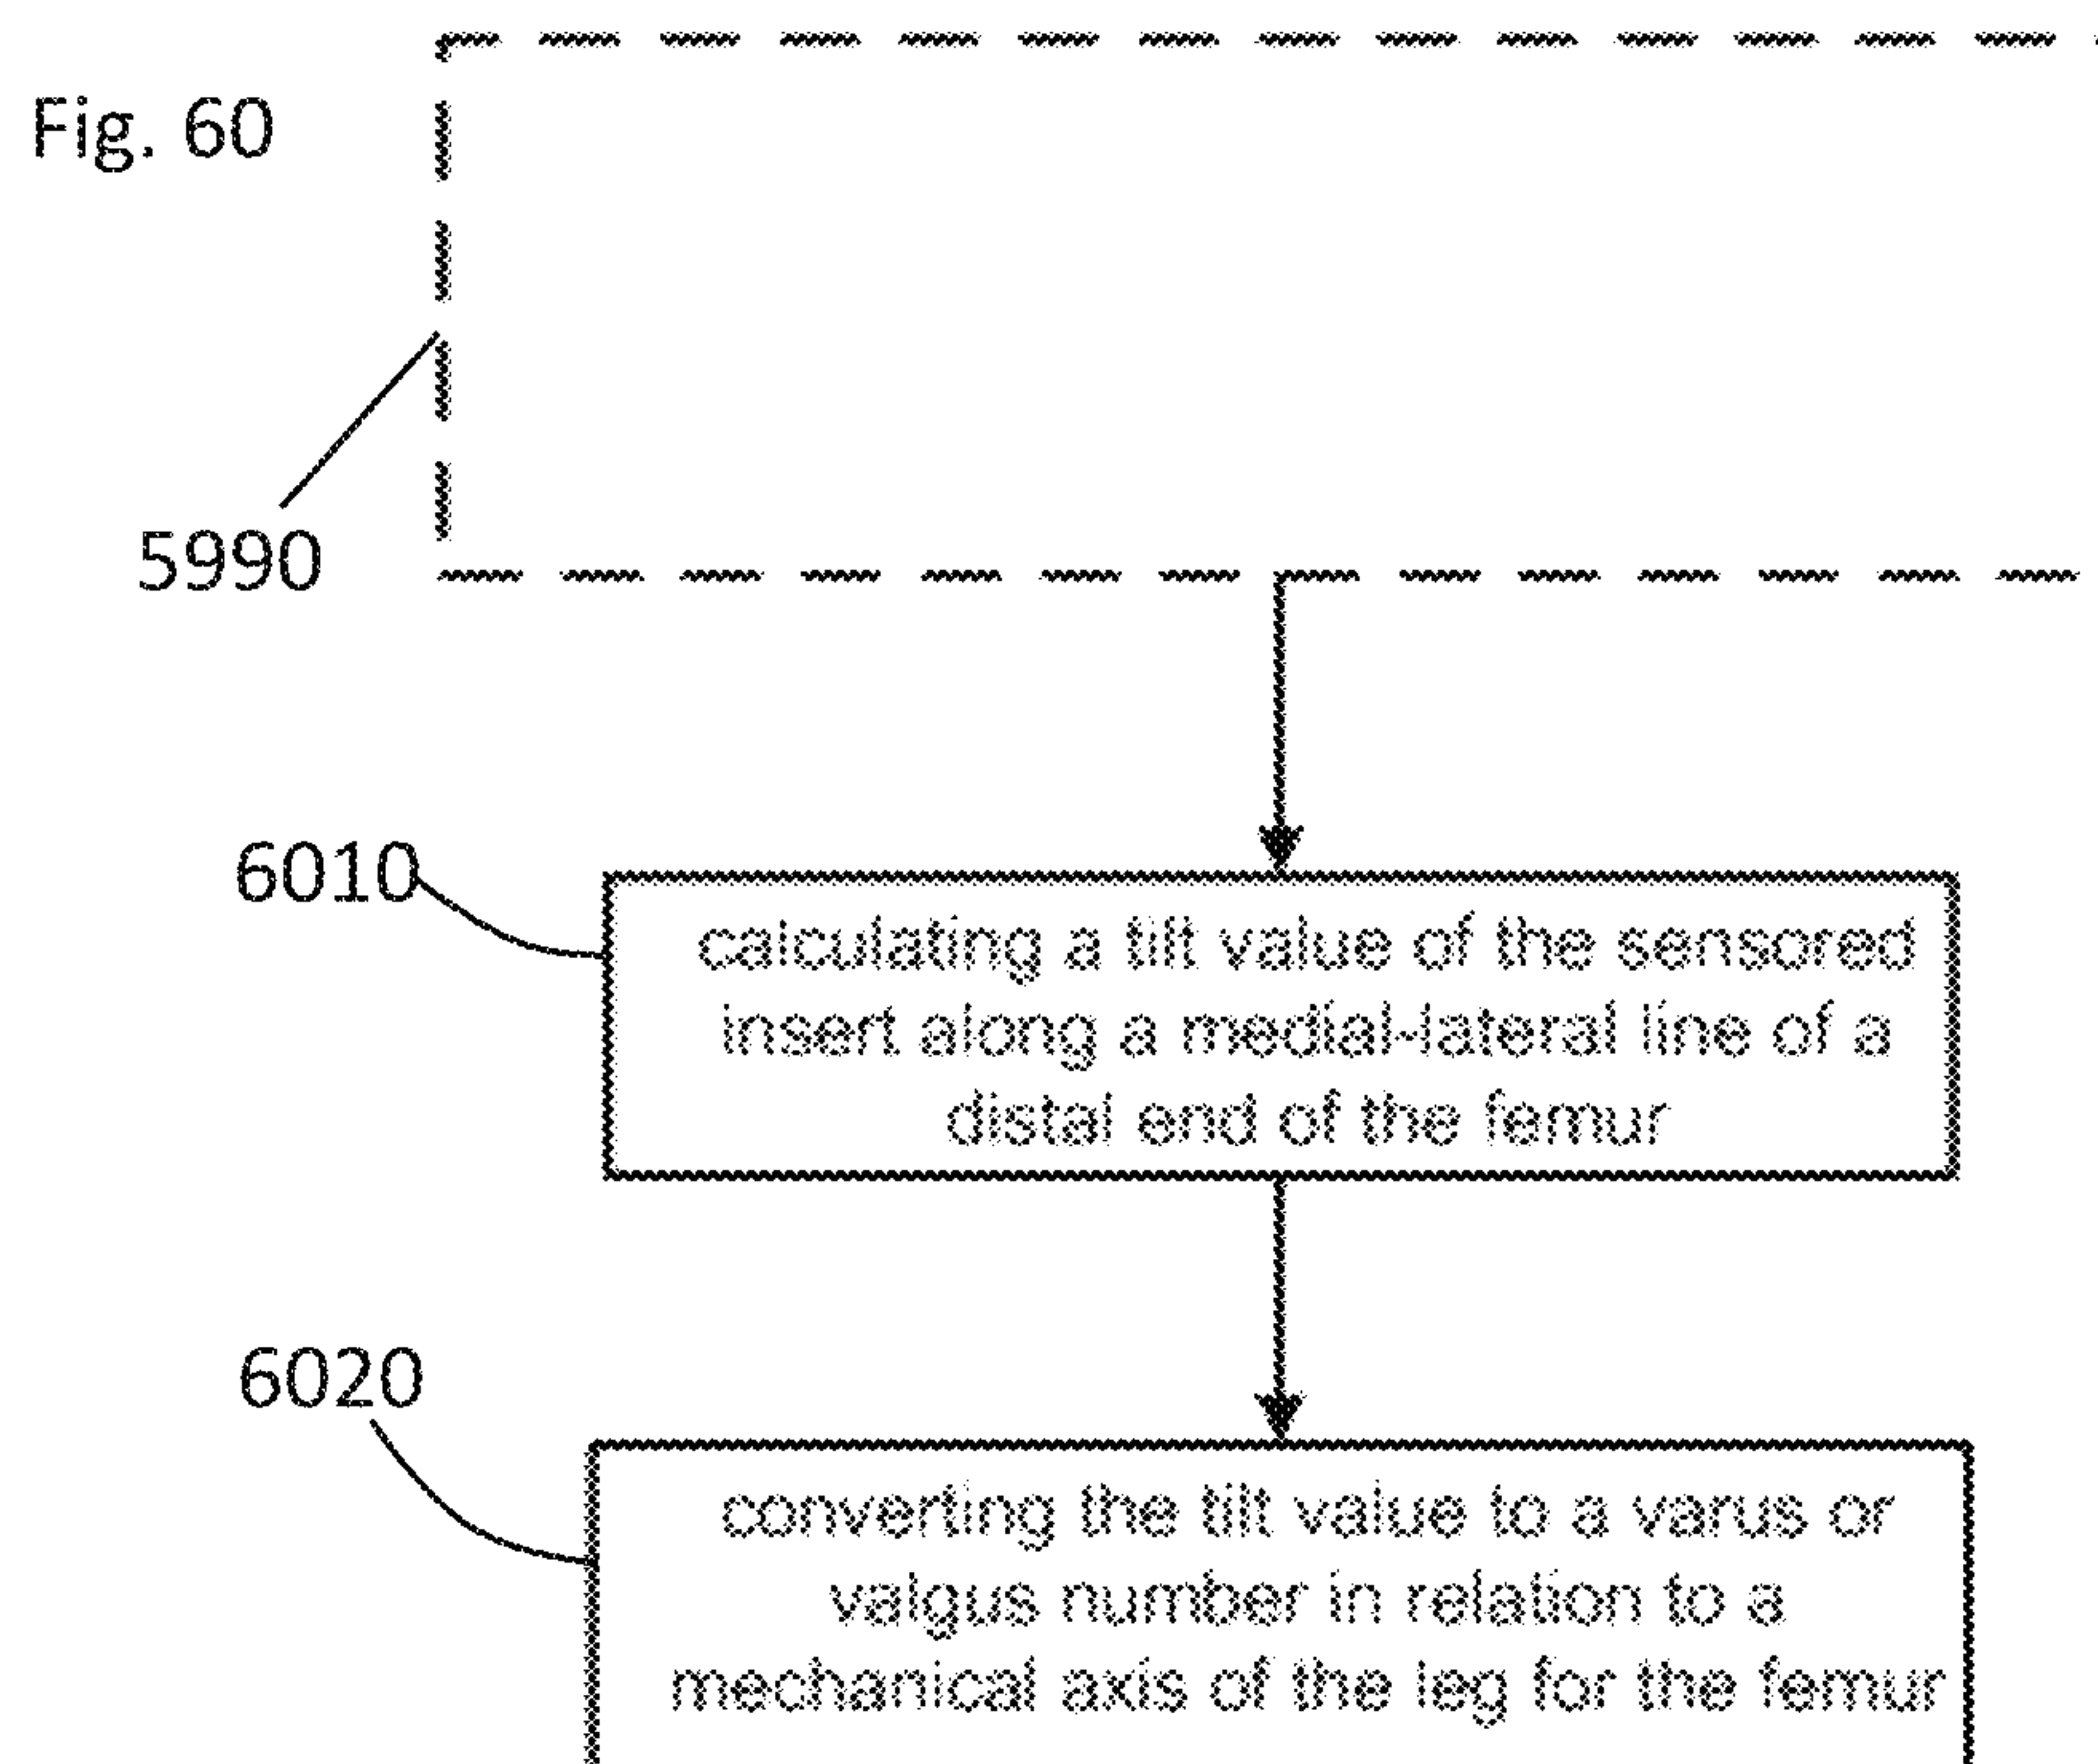 Fig. 60
5990
6010
calculating a tilt value of the sensored
insert along a medial-lateral line of a
distal end of the femur
6020
converting the tilt value to a varus or
valgus number in relation to a
mechanical axis of the leg for the femur